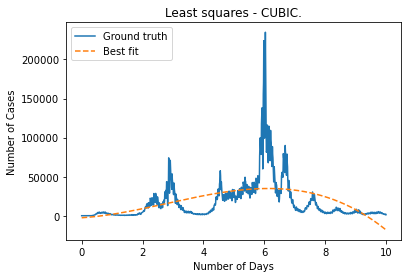 Least squares - CUBIC.
Ground truth
Best fit
Number of Cases
200000
150000
100000
50000
0
0
2
4
6
8
10
Number of Days